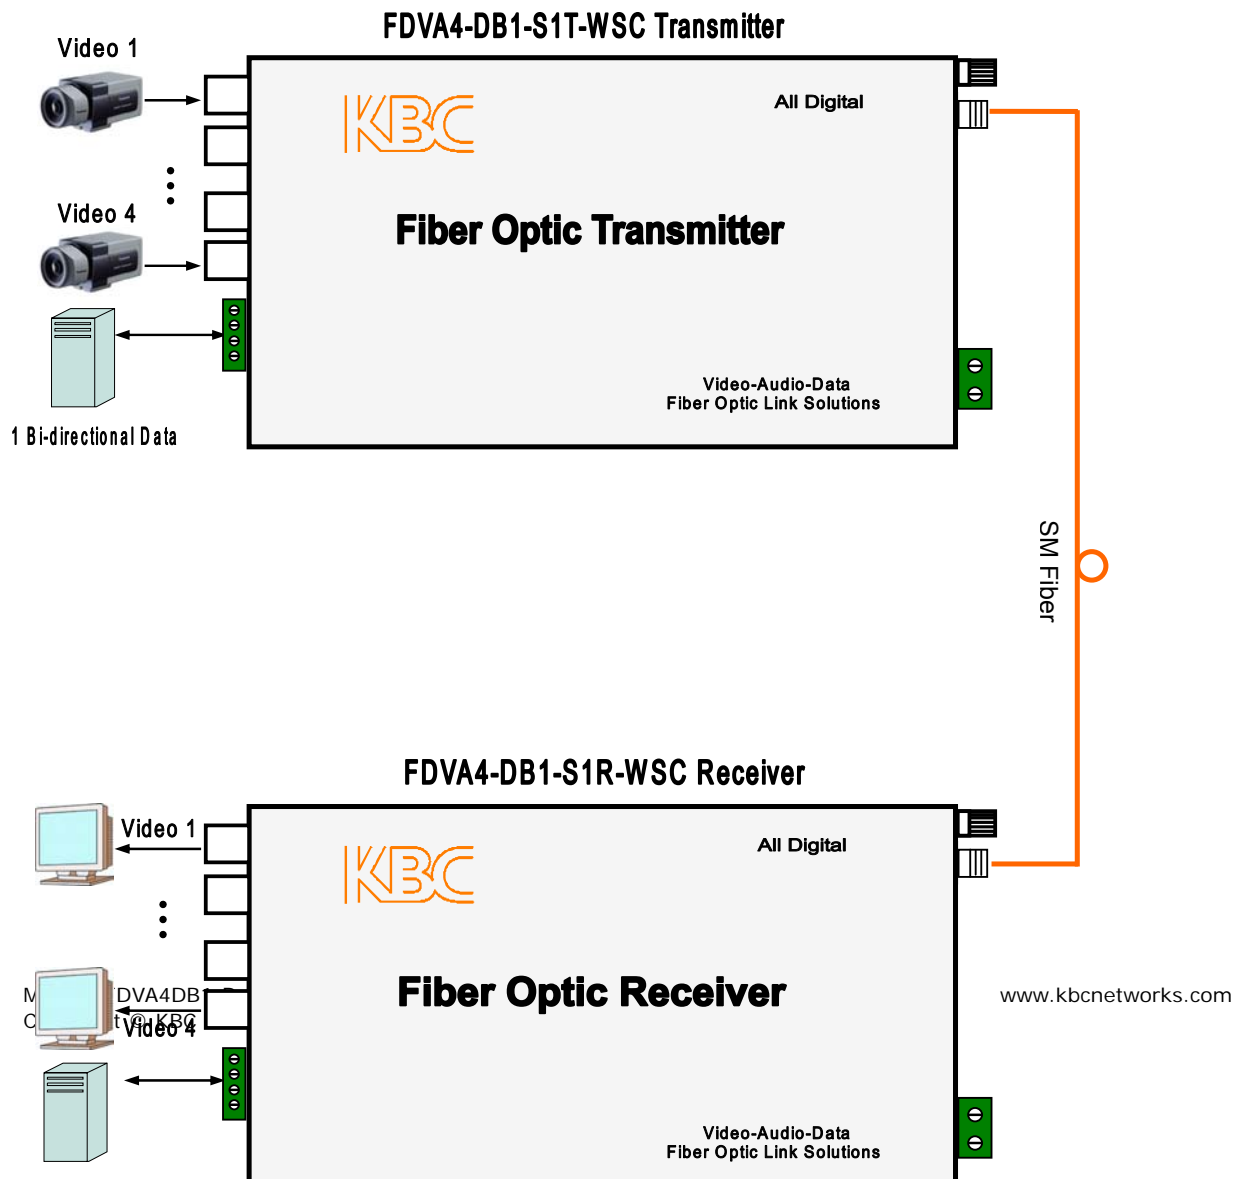 FDVA4-DB1-S1T-WSC Transmitter
Video 1
KBC
All Digital
Video 4
Fiber Optic Transmitter
Video-Audio-Data
Fiber Optic Link Solutions
1 Bi-directional Data
SM Fiber
FDVA4-DB1-S1R-WSC Receiver
Video 1
KBC
All Digital
Fiber Optic Receiver
www.kbcnetworks.com
© KBC
Video 4
Video-Audio-Data
Fiber Optic Link Solutions